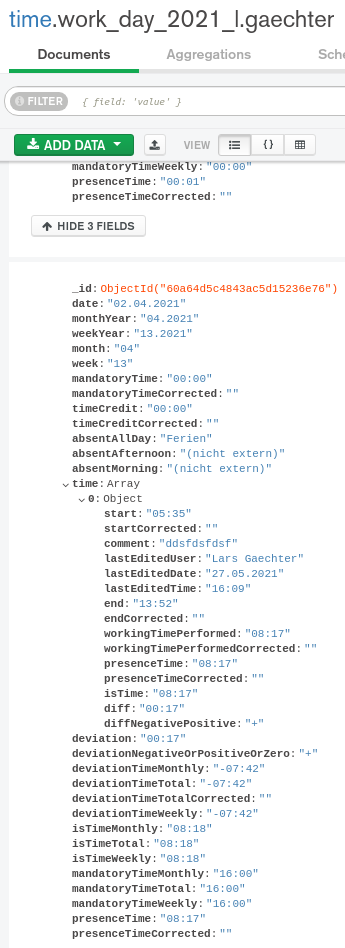 time.work_day_2021_l.gaechter
Documents Aggregations
FILTER { field: 'value' }
ADD DATA VIEW { }
mandatoryTimeWeekly: "00:00"
presenceTime: "00:01"
presenceTimeCorrected: ""
HIDE 3 FIELDS
_id: ObjectId("60a64d5c4843ac5d15236e76")
date: "02.04.2021"
monthYear: "04.2021"
weekYear: "13.2021"
month: "04"
week: "13"
mandatoryTime: "00:00"
mandatoryTimeCorrected: ""
timeCredit: "00:00"
timeCreditCorrected: ""
absentAllDay: "Ferien"
absentAfternoon: "(nicht extern)"
absentMorning: "(nicht extern)"
time: Array
0: Object
start: "05:35"
startCorrected: ""
comment: "ddsfdsfdsf"
lastEditedUser: "Lars Gaechter"
lastEditedDate: "27.05.2021"
lastEditedTime: "16:09"
end: "13:52"
endCorrected: ""
workingTimePerformed: "08:17"
workingTimePerformedCorrected: ""
presenceTime: "08:17"
presenceTimeCorrected: ""
isTime: "08:17"
diff: "00:17"
diffNegativePositive: "+"
deviation: "00:17"
deviationNegativeOrPositiveOrZero: "+"
deviationTimeMonthly: "-07:42"
deviationTimeTotal: "-07:42"
deviationTimeTotalCorrected: ""
deviationTimeWeekly: "-07:42"
isTimeMonthly: "08:18"
isTimeTotal: "08:18"
isTimeWeekly: "08:18"
mandatoryTimeMonthly: "16:00"
mandatoryTimeTotal: "16:00"
mandatoryTimeWeekly: "16:00"
presenceTime: "08:17"
presenceTimeCorrected: ""